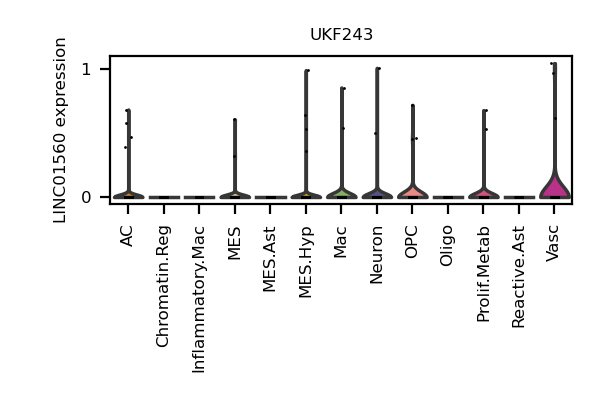 UKF243
LINC01560 expression
1
0
AC
Chromatin.Reg
Inflammatory.Mac
MES
MES.Ast
MES.Hyp
Mac
Neuron
OPC
Oligo
Prolif.Metab
Reactive.Ast
Vasc